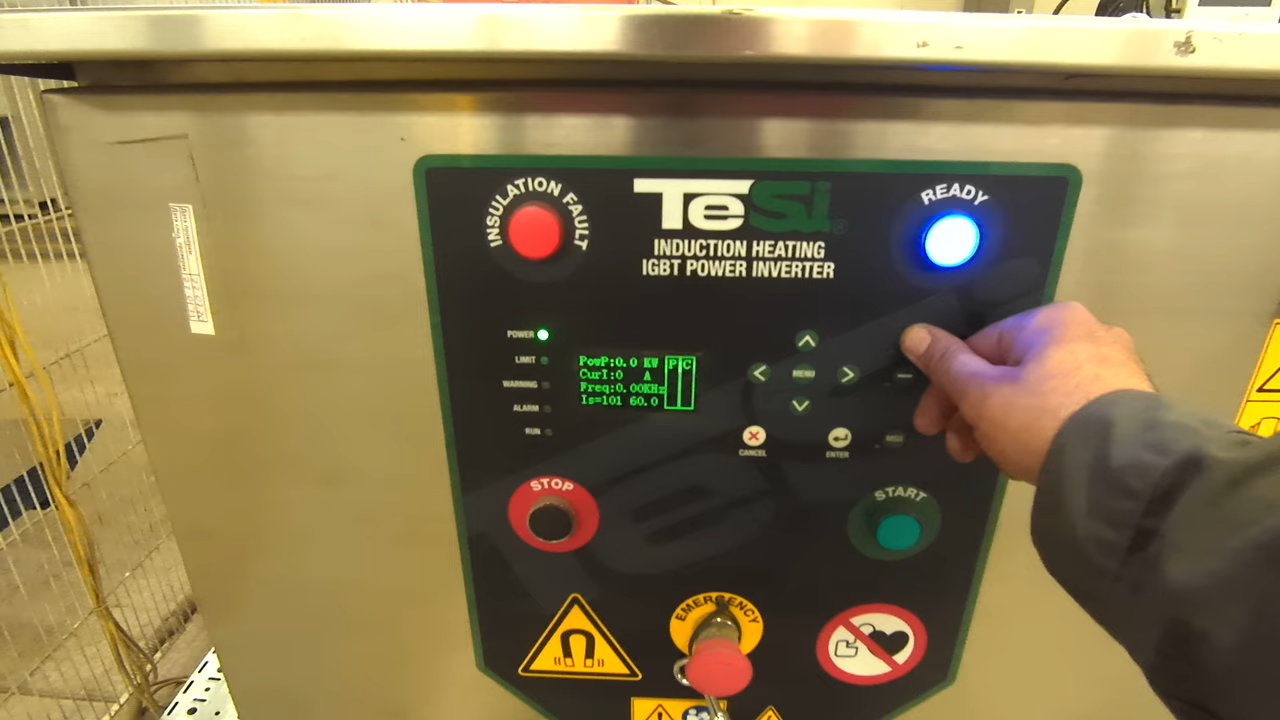 INSULATION FAULT
TeSi
READY
INDUCTION HEATING
IGBT POWER INVERTER
POWER
LIMIT
WARNING
ALARM
RUN
PowP:0.0 KW
CurI:0 A
Freq:0.00KHz
Is=101 60.0
P C
MENU
CANCEL
ENTER
STOP
START
EMERGENCY